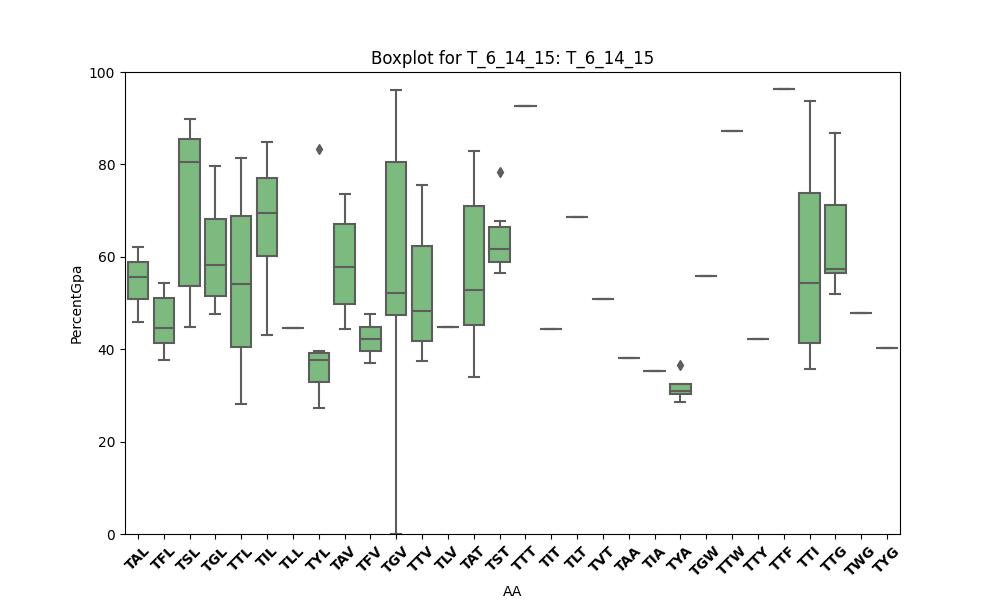 Boxplot for T_6_14_15: T_6_14_15
100
80
60
40
20
0
PercentGpa
TAL TFL TSL TGL TTL TIL TLL TYL TAV TFV TGV TTV TLV TAT TST TTT TIT TLT TVT TAA TIA TYA TGW TTW TTY TTF TTI TTG TWG TYG
AA